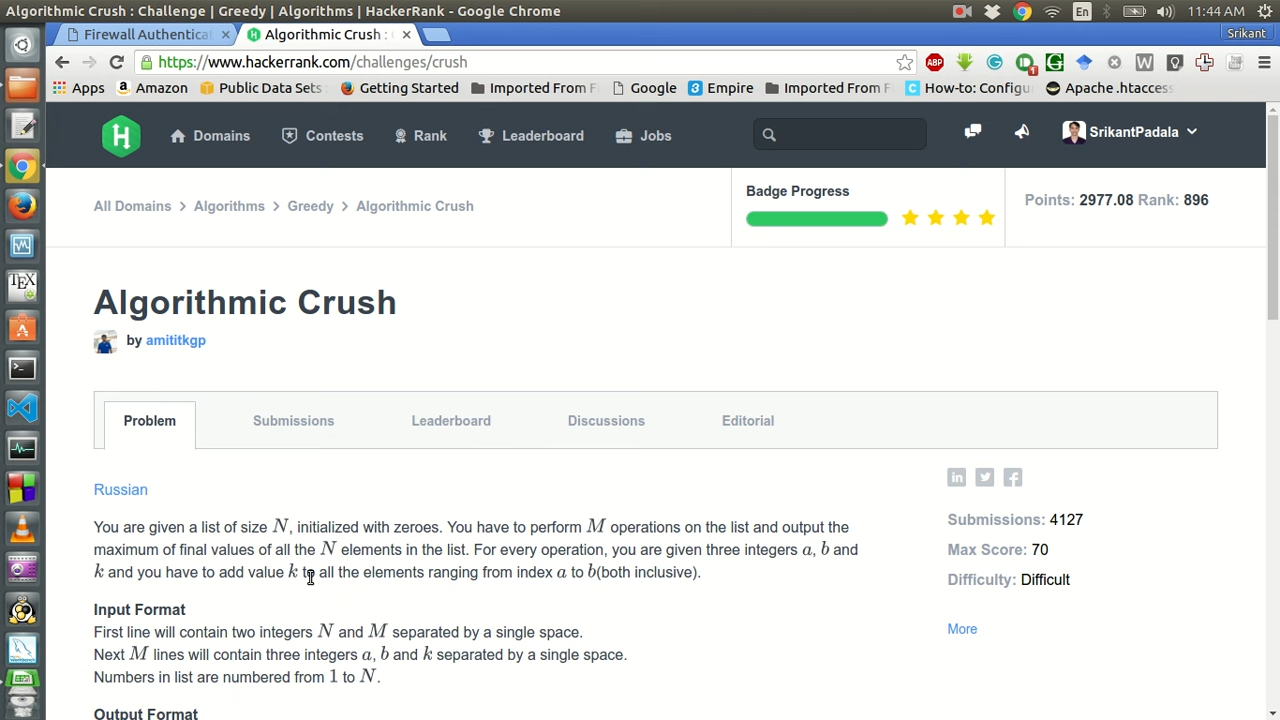 Algorithmic Crush : Challenge | Greedy | Algorithms | HackerRank - Google Chrome
En
11:44 AM
Firewall Authentica
Algorithmic Crush :
Srikant
https://www.hackerrank.com/challenges/crush
ABP
G
1
G
W
Apps
Amazon
Public Data Sets
Getting Started
Imported From F
Google
Empire
Imported From F
How-to: Configu
Apache .htacces
H
Domains
Contests
Rank
Leaderboard
Jobs
SrikantPadala
All Domains > Algorithms > Greedy > Algorithmic Crush
Badge Progress
Points: 2977.08 Rank: 896
Algorithmic Crush
by amititkgp
Problem
Submissions
Leaderboard
Discussions
Editorial
Russian
You are given a list of size N, initialized with zeroes. You have to perform M operations on the list and output the
maximum of final values of all the N elements in the list. For every operation, you are given three integers a, b and
k and you have to add value k to all the elements ranging from index a to b(both inclusive).
Input Format
First line will contain two integers N and M separated by a single space.
Next M lines will contain three integers a, b and k separated by a single space.
Numbers in list are numbered from 1 to N.
Output Format
Submissions: 4127
Max Score: 70
Difficulty: Difficult
More
TEX